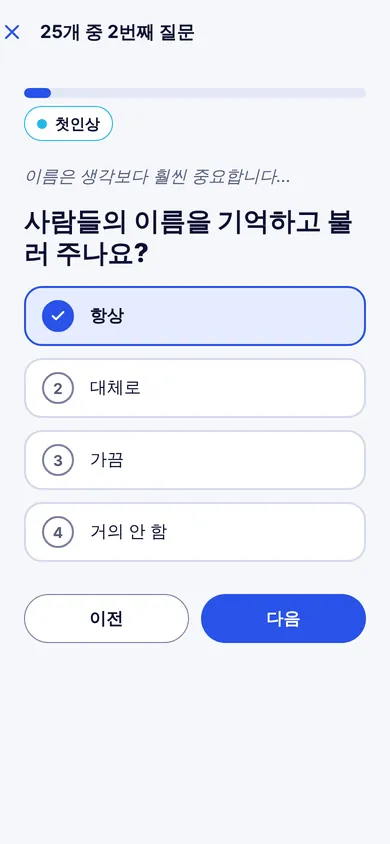 25개 중 2번째 질문
첫인상
이름은 생각보다 훨씬 중요합니다...
사람들의 이름을 기억하고 불
러 주나요?
항상
2 대체로
3 가끔
4 거의 안 함
이전 다음